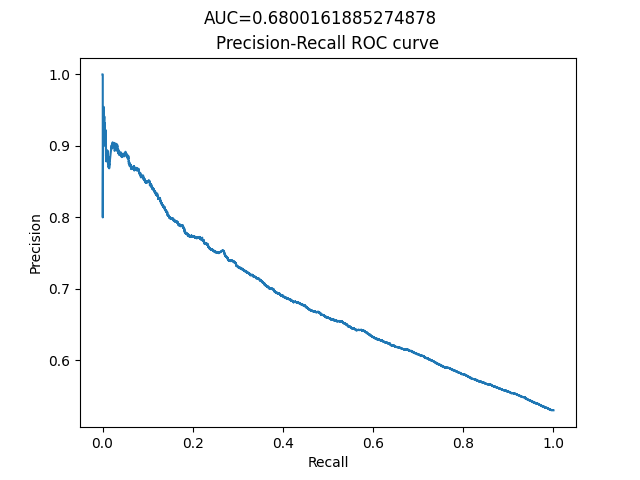 AUC=0.6800161885274878
Precision-Recall ROC curve
1.0
0.9
0.8
0.7
0.6
Precision
0.0 0.2 0.4 0.6 0.8 1.0
Recall